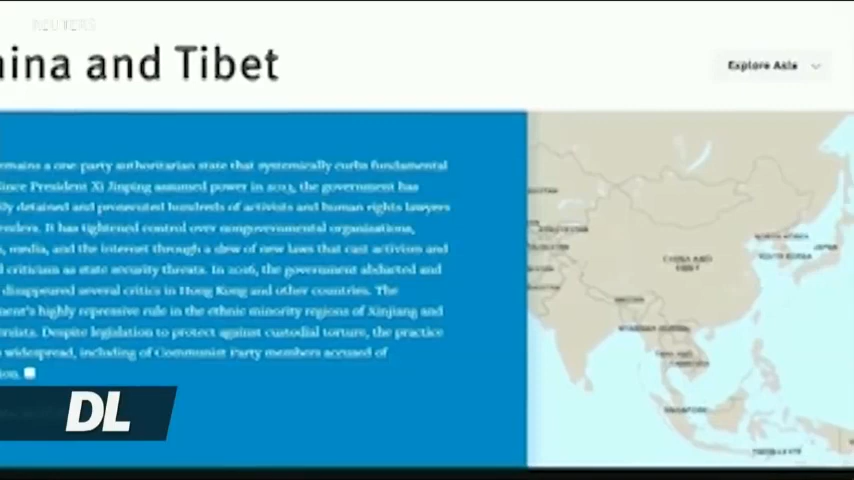 REUTERS
hina and Tibet
Explore Asia
emains a one-party authoritarian state that systemically curbs fundamental
Since President Xi Jinping assumed power in 2013, the government has
ily detained and prosecuted hundreds of activists and human rights lawyers
enders. It has tightened control over nongovernmental organizations,
s, media, and the internet through a slew of new laws that cast activism and
l criticism as state security threats. In 2016, the government abducted and
disappeared several critics in Hong Kong and other countries. The
ment's highly repressive rule in the ethnic minority regions of Xinjiang and
ersists. Despite legislation to protect against custodial torture, the practice
widespread, including of Communist Party members accused of
ion.
CHINA AND
TIBET
NORTH KOREA
SOUTH KOREA
JAPAN
SINGAPORE
TIMOR-LESTE
DL